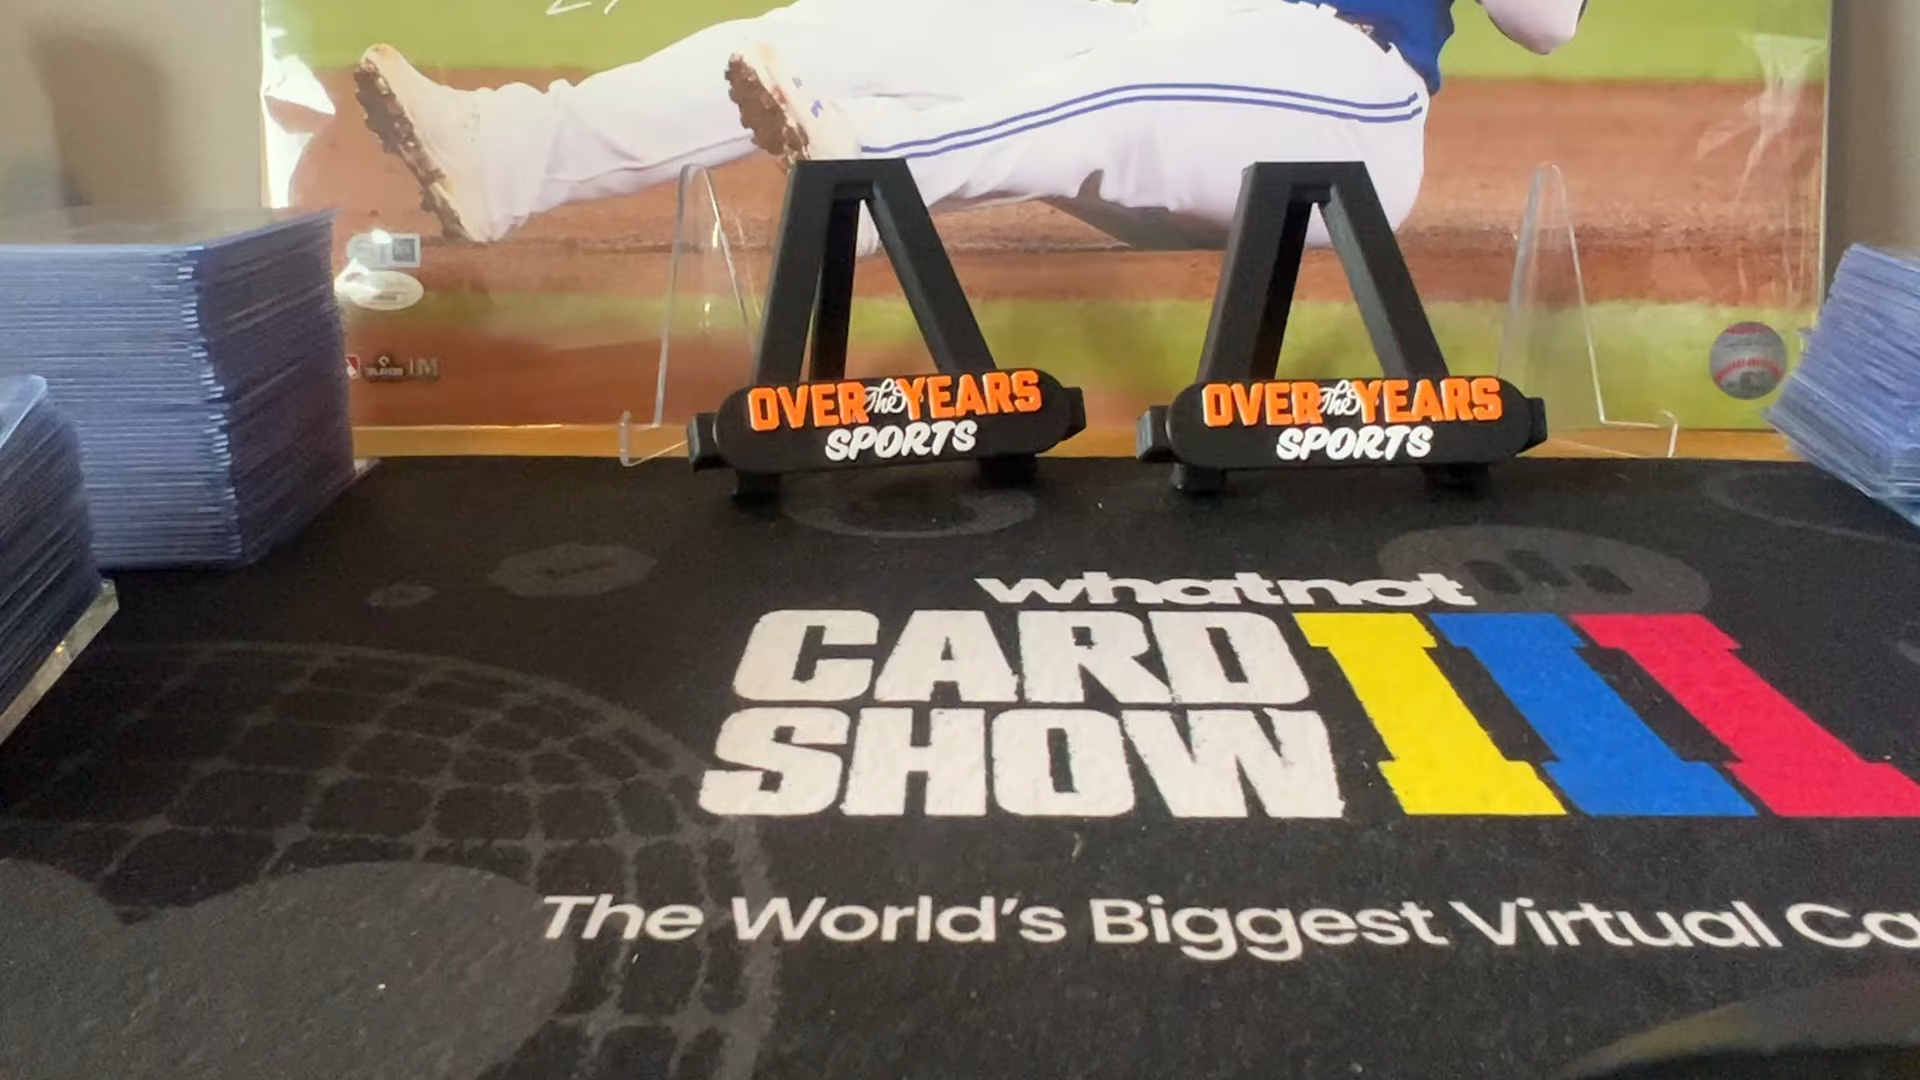 OVER The YEARS
SPORTS
OVER The YEARS
SPORTS
whatnot
CARD
SHOW III
The World's Biggest Virtual Ca